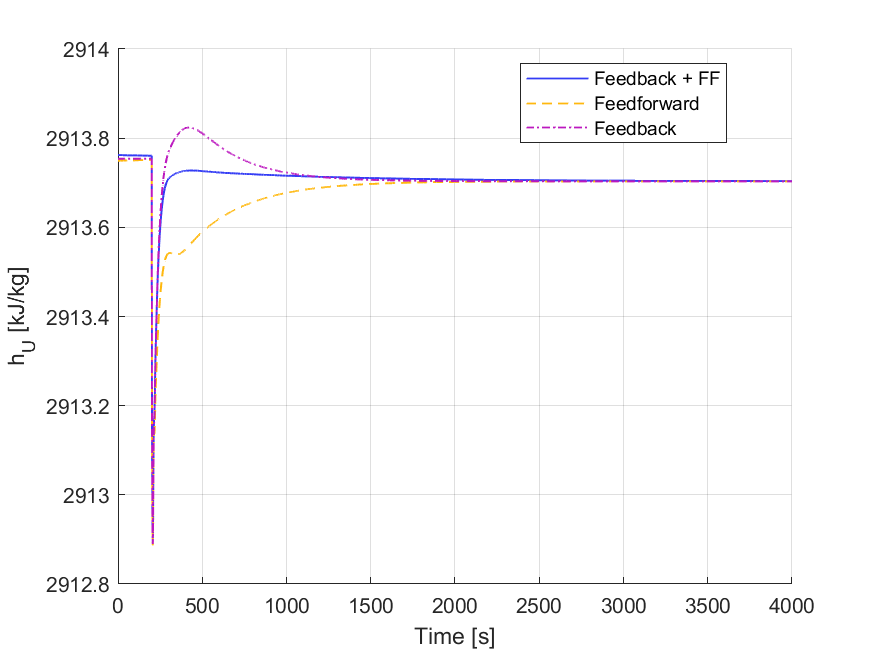 2914
2913.8
2913.6
2913.4
2913.2
2913
2912.8
h_U [kJ/kg]
0 500 1000 1500 2000 2500 3000 3500 4000
Time [s]
Feedback + FF
Feedforward
Feedback